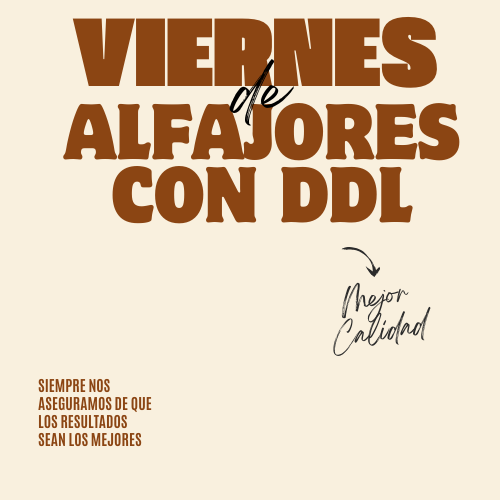 VIERNES
de
ALFAJORES
CON DDL
Mejor
Calidad
SIEMPRE NOS
ASEGURAMOS DE QUE
LOS RESULTADOS
SEAN LOS MEJORES